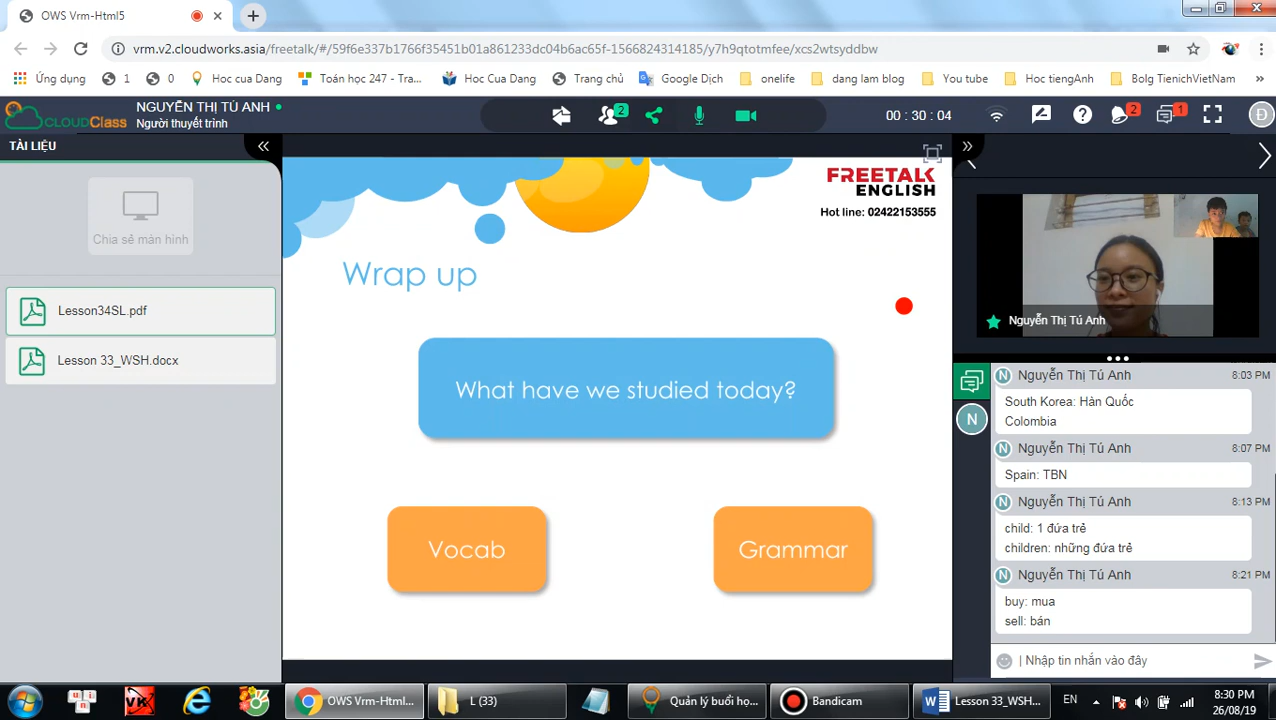 OWS Vrm-Html5
vrm.v2.cloudworks.asia/freetalk/#/59f6e337b1766f35451b01a861233dc04b6ac65f-1566824314185/y7h9qtotmfee/xcs2wtsyddbw
Ứng dụng
1
0
Hoc cua Dang
Toán học 247 - Tra...
Học Cua Dang
Trang chủ
Google Dịch
onelife
dang lam blog
You tube
Học tiengAnh
Bolg TienichVietNam
»
CLOUDCLASS
NGUYỄN THỊ TÚ ANH
Người thuyết trình
2
00 : 30 : 04
2
1
Đ
TÀI LIỆU
Chia sẻ màn hình
Lesson34SL.pdf
Lesson 33_WSH.docx
FREETALK
ENGLISH
Hot line: 02422153555
Wrap up
What have we studied today?
Vocab
Grammar
Nguyễn Thị Tú Anh
N
N Nguyễn Thị Tú Anh 8:03 PM
South Korea: Hàn Quốc
Colombia
N Nguyễn Thị Tú Anh 8:07 PM
Spain: TBN
N Nguyễn Thị Tú Anh 8:13 PM
child: 1 đứa trẻ
children: những đứa trẻ
N Nguyễn Thị Tú Anh 8:21 PM
buy: mua
sell: bán
Nhập tin nhắn vào đây
OWS Vrm-Html...
L (33)
Quản lý buổi họ...
Bandicam
Lesson 33_WSH...
EN
8:30 PM
26/08/19